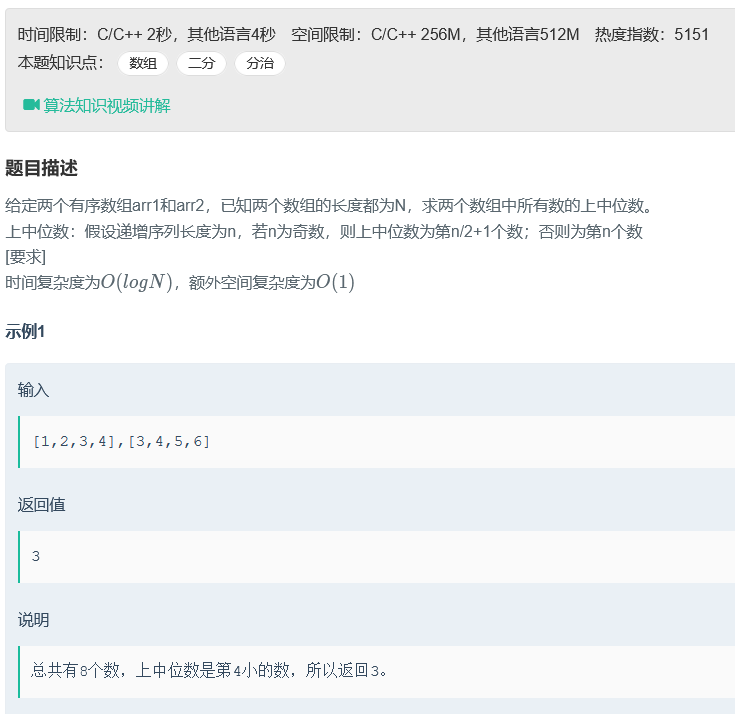 时间限制：C/C++ 2秒，其他语言4秒 空间限制：C/C++ 256M，其他语言512M 热度指数：5151
本题知识点： 数组 二分 分治
算法知识视频讲解
题目描述
给定两个有序数组arr1和arr2，已知两个数组的长度都为N，求两个数组中所有数的上中位数。
上中位数：假设递增序列长度为n，若n为奇数，则上中位数为第n/2+1个数；否则为第n个数
[要求]
时间复杂度为O(logN)，额外空间复杂度为O(1)
示例1
输入
[1,2,3,4],[3,4,5,6]
返回值
3
说明
总共有8个数，上中位数是第4小的数，所以返回3。